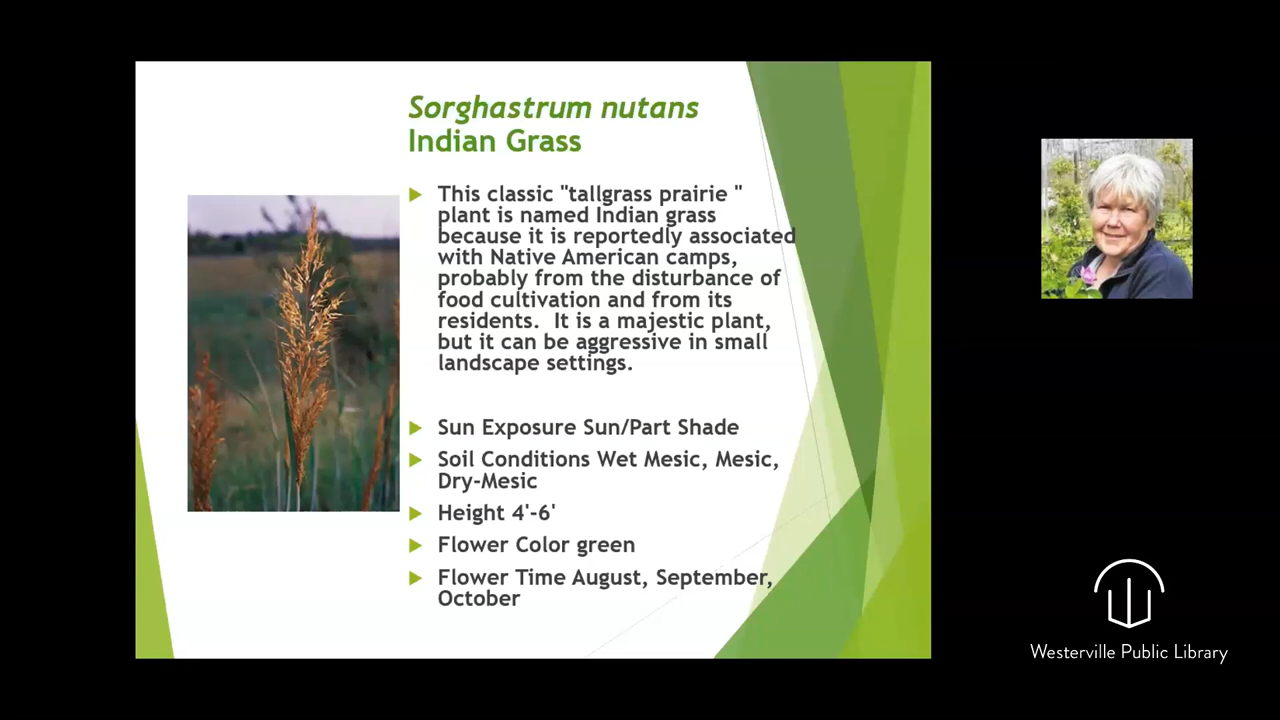 Sorghastrum nutans
Indian Grass
This classic "tallgrass prairie "
plant is named Indian grass
because it is reportedly associated
with Native American camps,
probably from the disturbance of
food cultivation and from its
residents.  It is a majestic plant,
but it can be aggressive in small
landscape settings.
Sun Exposure Sun/Part Shade
Soil Conditions Wet Mesic, Mesic,
Dry-Mesic
Height 4'-6'
Flower Color green
Flower Time August, September,
October
Westerville Public Library